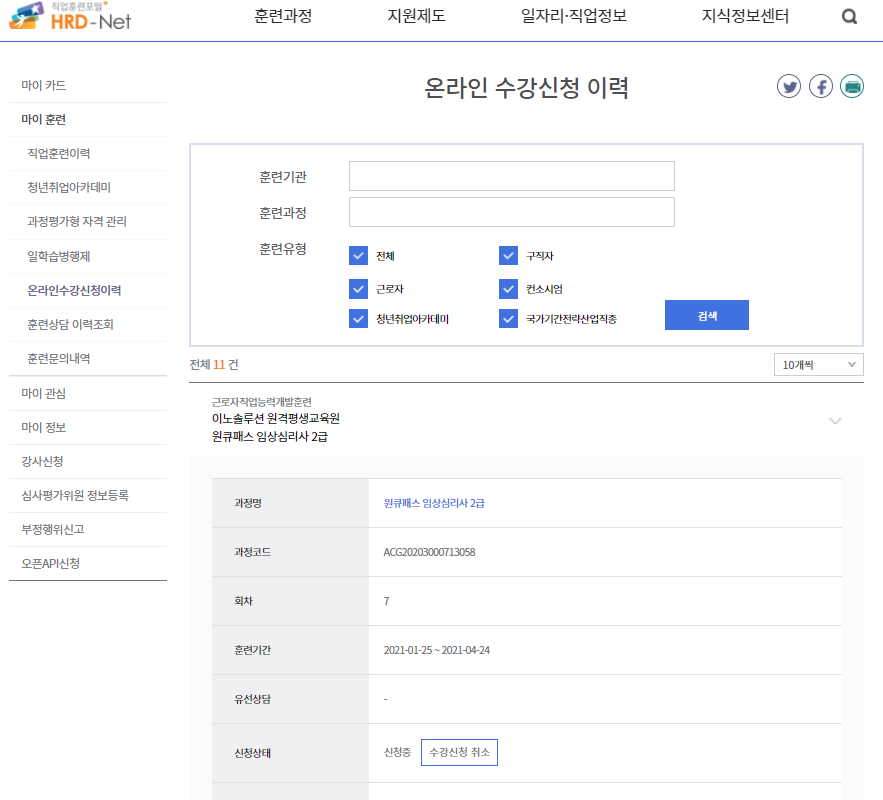 직업훈련포털
HRD-Net
훈련과정
지원제도
일자리·직업정보
지식정보센터
마이 카드
마이 훈련
직업훈련이력
청년취업아카데미
과정평가형 자격 관리
일학습병행제
온라인수강신청이력
훈련상담 이력조회
훈련문의내역
마이 관심
마이 정보
강사신청
심사평가위원 정보등록
부정행위신고
오픈API신청
온라인 수강신청 이력
훈련기관
훈련과정
훈련유형
전체
구직자
근로자
컨소시엄
청년취업아카데미
국가기간전략산업직종
검색
전체 11 건
10개씩
근로자직업능력개발훈련
이노솔루션 원격평생교육원
원큐패스 임상심리사 2급
과정명
원큐패스 임상심리사 2급
과정코드
ACG20203000713058
회차
7
훈련기간
2021-01-25 ~ 2021-04-24
유선상담
-
신청상태
신청중
수강신청 취소